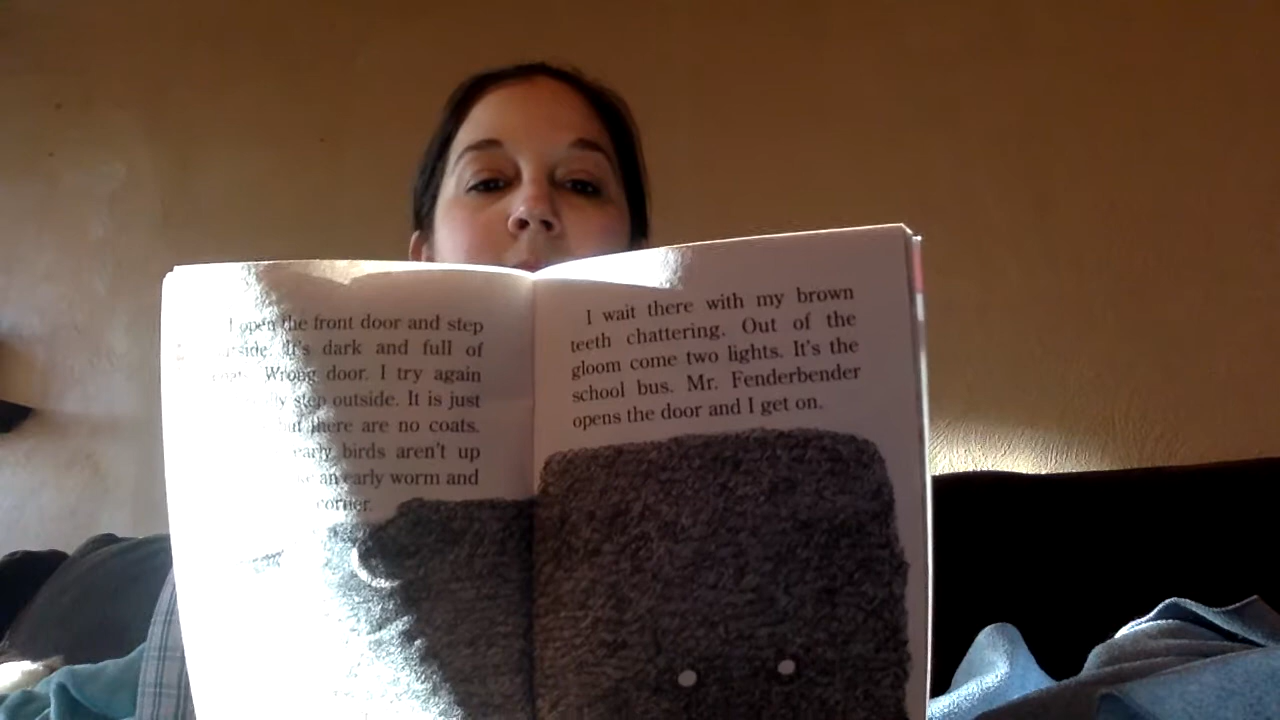 I open the front door and step
It's dark and full of
Wrong door. I try again
step outside. It is just
there are no coats.
early birds aren't up
an early worm and
corner.
I wait there with my brown
teeth chattering. Out of the
gloom come two lights. It's the
school bus. Mr. Fenderbender
opens the door and I get on.